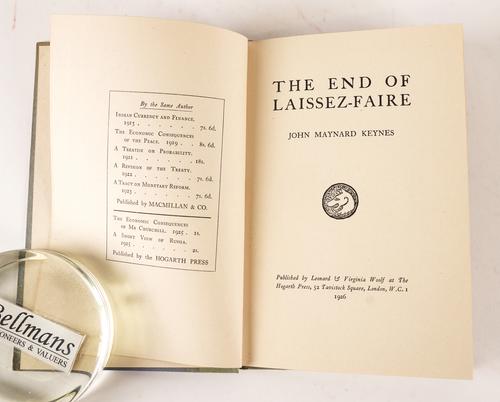 By the Same Author
Indian Currency and Finance.
1913 . . . . . . 7s. 6d.
The Economic Consequences
of the Peace. 1919 . . 8s. 6d.
A Treatise on Probability.
1921 . . . . . . 18s.
A Revision of the Treaty.
1922 . . . . . . 7s. 6d.
A Tract on Monetary Reform.
1923 . . . . . . 7s. 6d.
Published by MACMILLAN & CO.
The Economic Consequences
of Mr Churchill. 1925 . 1s.
A Short View of Russia.
1925 . . . . . . 2s.
Published by the HOGARTH PRESS
THE END OF
LAISSEZ-FAIRE
JOHN MAYNARD KEYNES
Published by Leonard & Virginia Woolf at The
Hogarth Press, 52 Tavistock Square, London, W.C. 1
1926
Bellmans
& VALUERS